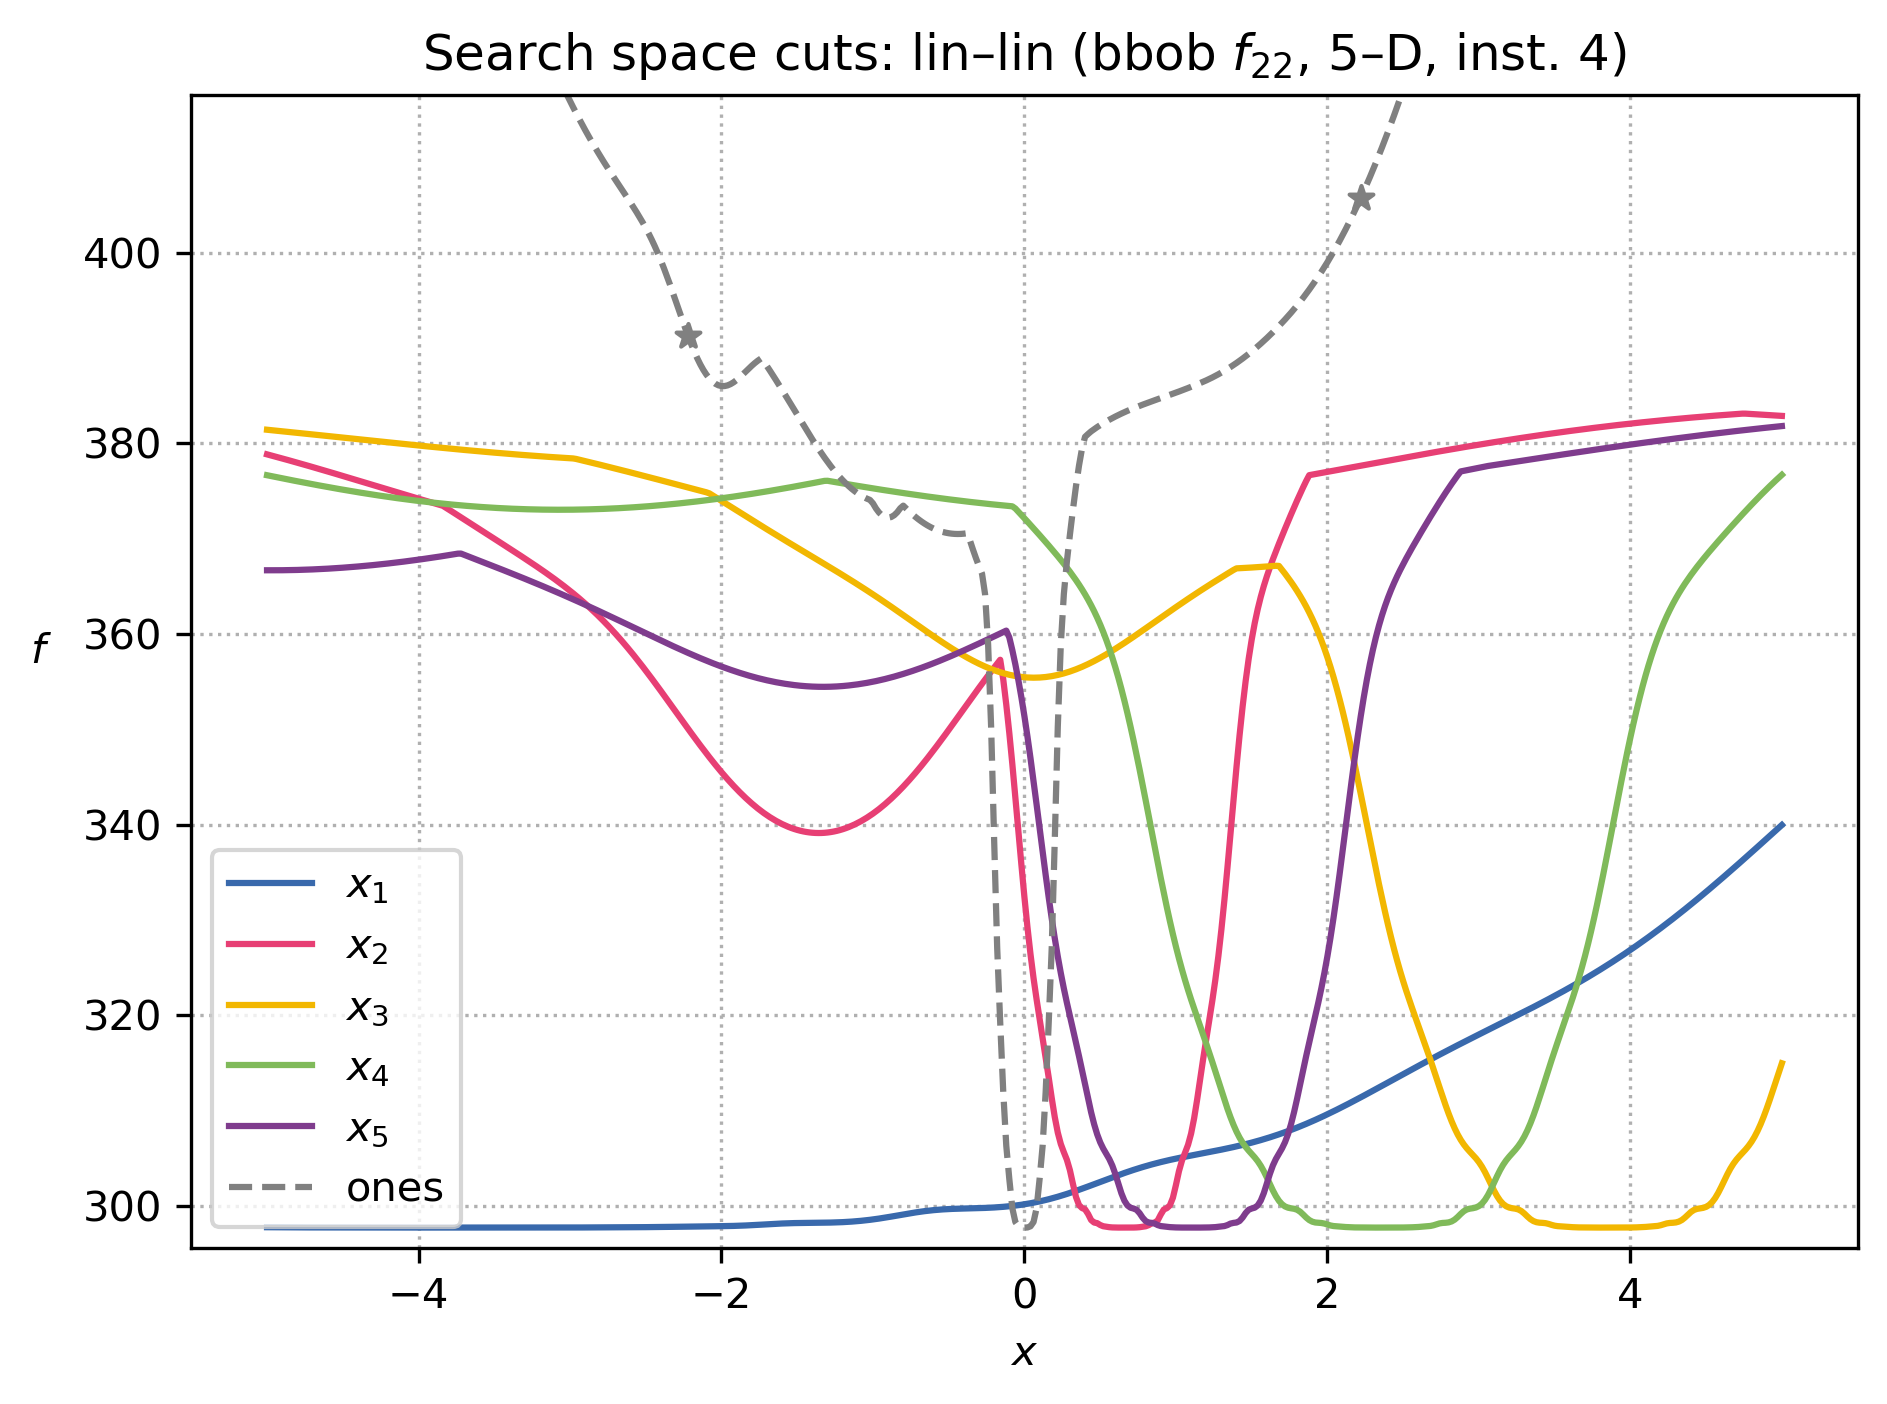 Search space cuts: lin–lin (bbob f22, 5–D, inst. 4)
400
380
360
340
320
300
f
x1
x2
x3
x4
x5
ones
−4
−2
0
2
4
x